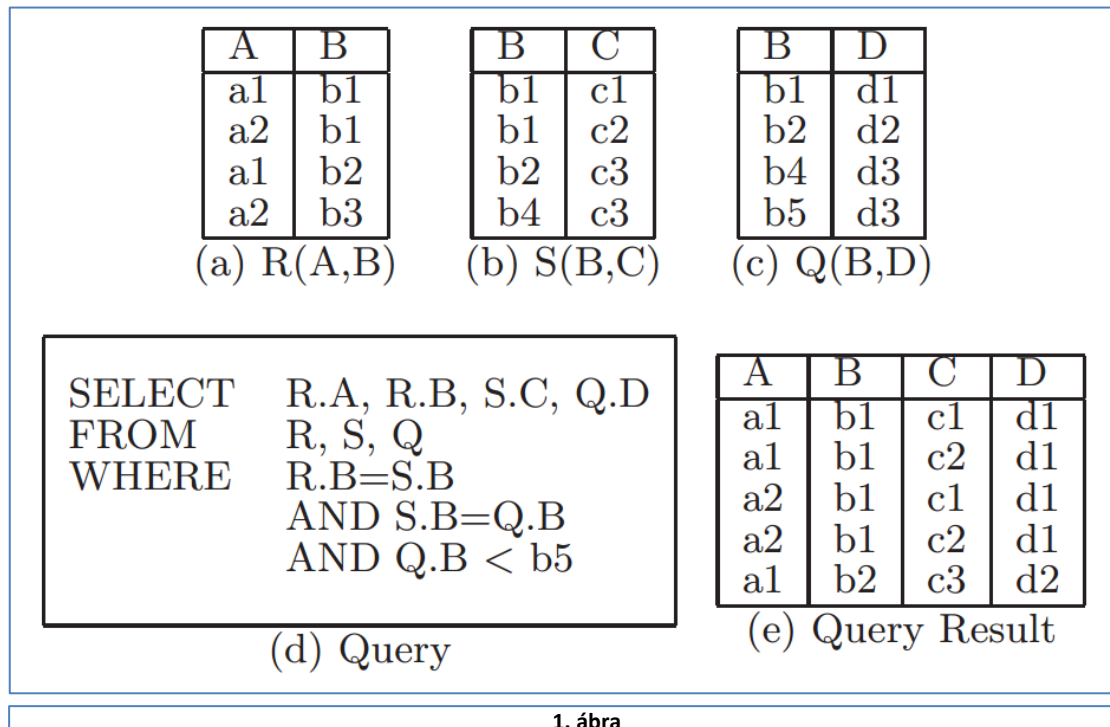 A B
a1 b1
a2 b1
a1 b2
a2 b3
(a) R(A,B)
B C
b1 c1
b1 c2
b2 c3
b4 c3
(b) S(B,C)
B D
b1 d1
b2 d2
b4 d3
b5 d3
(c) Q(B,D)
SELECT R.A, R.B, S.C, Q.D
FROM R, S, Q
WHERE R.B=S.B
AND S.B=Q.B
AND Q.B < b5
(d) Query
A B C D
a1 b1 c1 d1
a1 b1 c2 d1
a2 b1 c1 d1
a2 b1 c2 d1
a1 b2 c3 d2
(e) Query Result
1. ábra